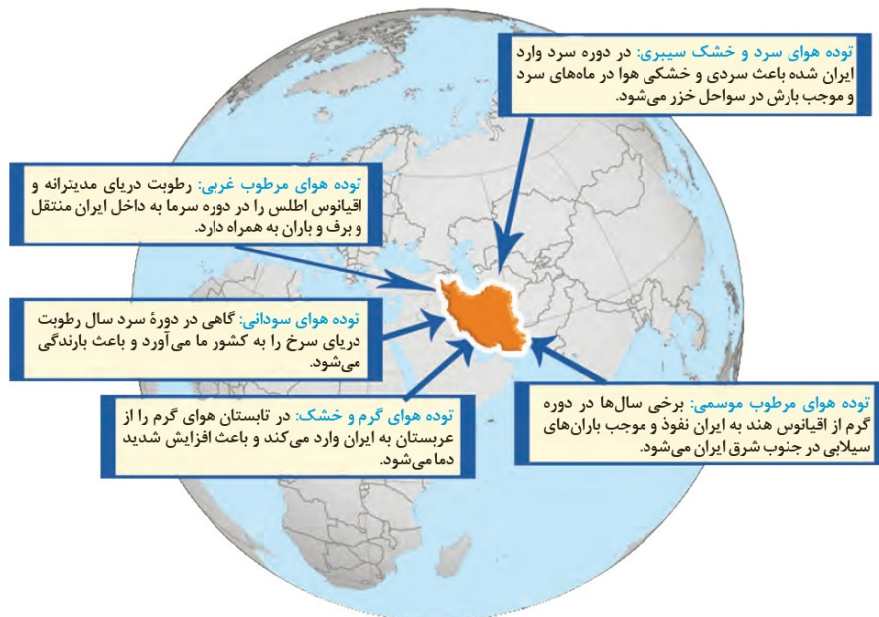 توده هوای سرد و خشک سیبری: در دوره سرد وارد
ایران شده باعث سردی و خشکی هوا در ماه‌های سرد
و موجب بارش در سواحل خزر می‌شود.
توده هوای مرطوب غربی: رطوبت دریای مدیترانه و
اقیانوس اطلس را در دوره سرما به داخل ایران منتقل
و برف و باران به همراه دارد.
توده هوای سودانی: گاهی در دورهٔ سرد سال رطوبت
دریای سرخ را به کشور ما می‌آورد و باعث بارندگی
می‌شود.
توده هوای مرطوب موسمی: برخی سال‌ها در دوره
گرم از اقیانوس هند به ایران نفوذ و موجب باران‌های
سیلابی در جنوب شرق ایران می‌شود.
توده هوای گرم و خشک: در تابستان هوای گرم را از
عربستان به ایران وارد می‌کند و باعث افزایش شدید
دما می‌شود.